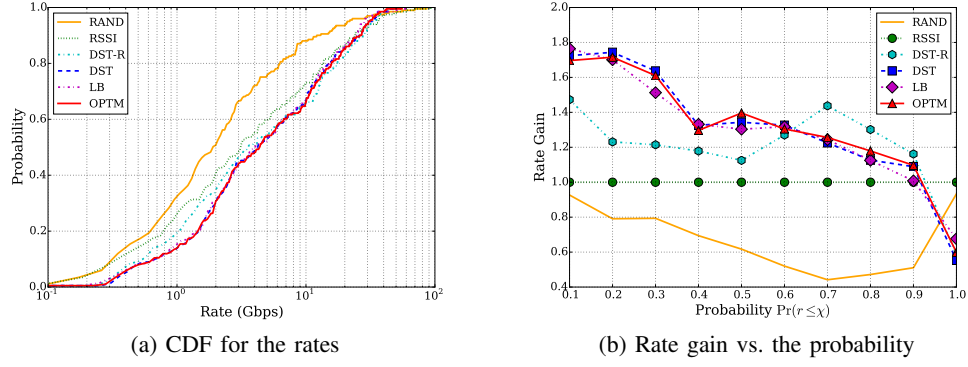 1.0
0.8
0.6
0.4
0.2
0.0
Probability
RAND
RSSI
DST-R
DST
LB
OPTM
10^-1
10^0
10^1
10^2
Rate (Gbps)
(a) CDF for the rates
2.0
1.8
1.6
1.4
1.2
1.0
0.8
0.6
0.4
Rate Gain
RAND
RSSI
DST-R
DST
LB
OPTM
0.1 0.2 0.3 0.4 0.5 0.6 0.7 0.8 0.9 1.0
Probability Pr(r ≤ χ)
(b) Rate gain vs. the probability